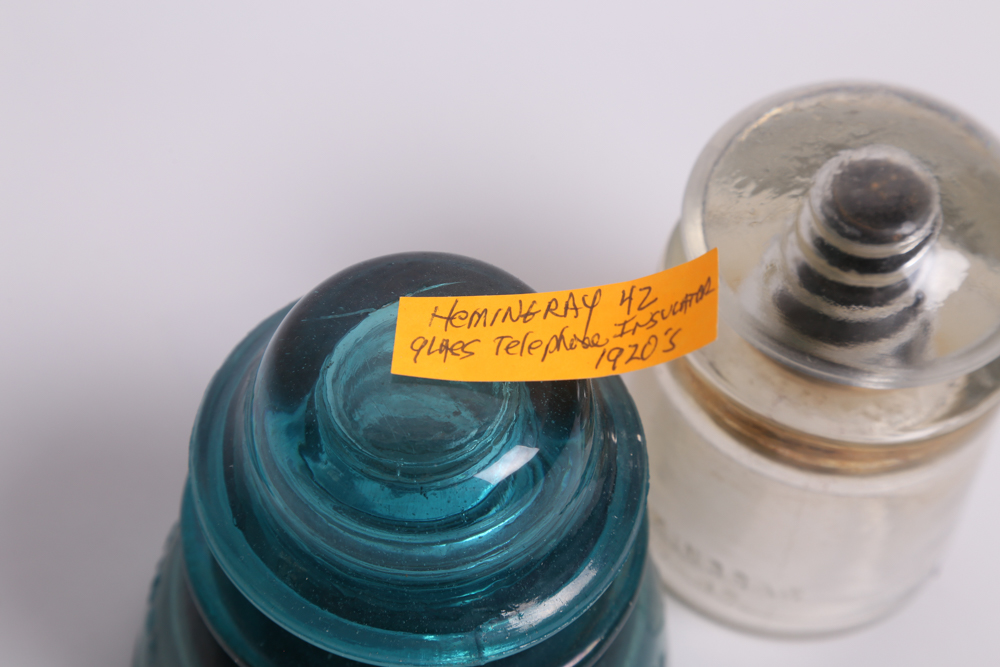 HEMINGRAY 42
glass Telephone INSULATOR
1920's